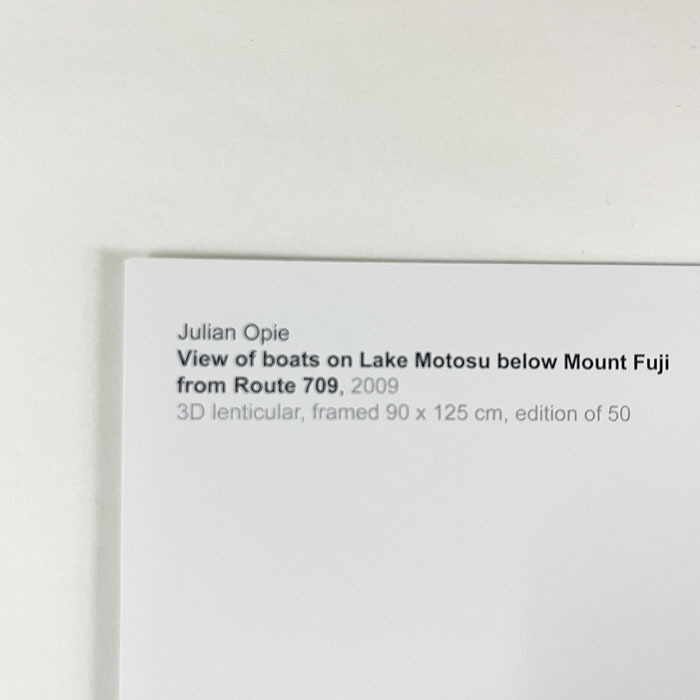 Julian Opie
View of boats on Lake Motosu below Mount Fuji
from Route 709, 2009
3D lenticular, framed 90 x 125 cm, edition of 50